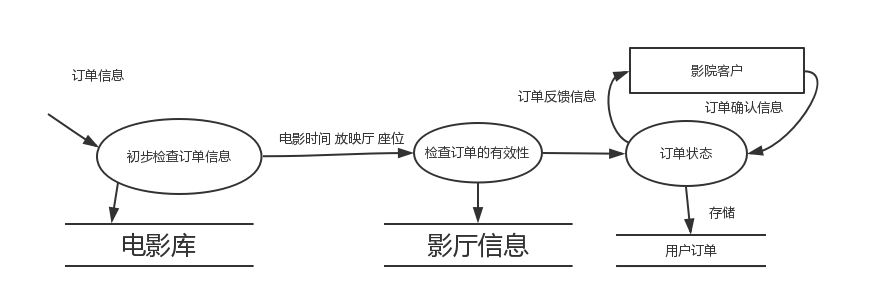 订单信息
影院客户
订单反馈信息
订单确认信息
电影时间 放映厅 座位
初步检查订单信息
检查订单的有效性
订单状态
存储
电影库
影厅信息
用户订单